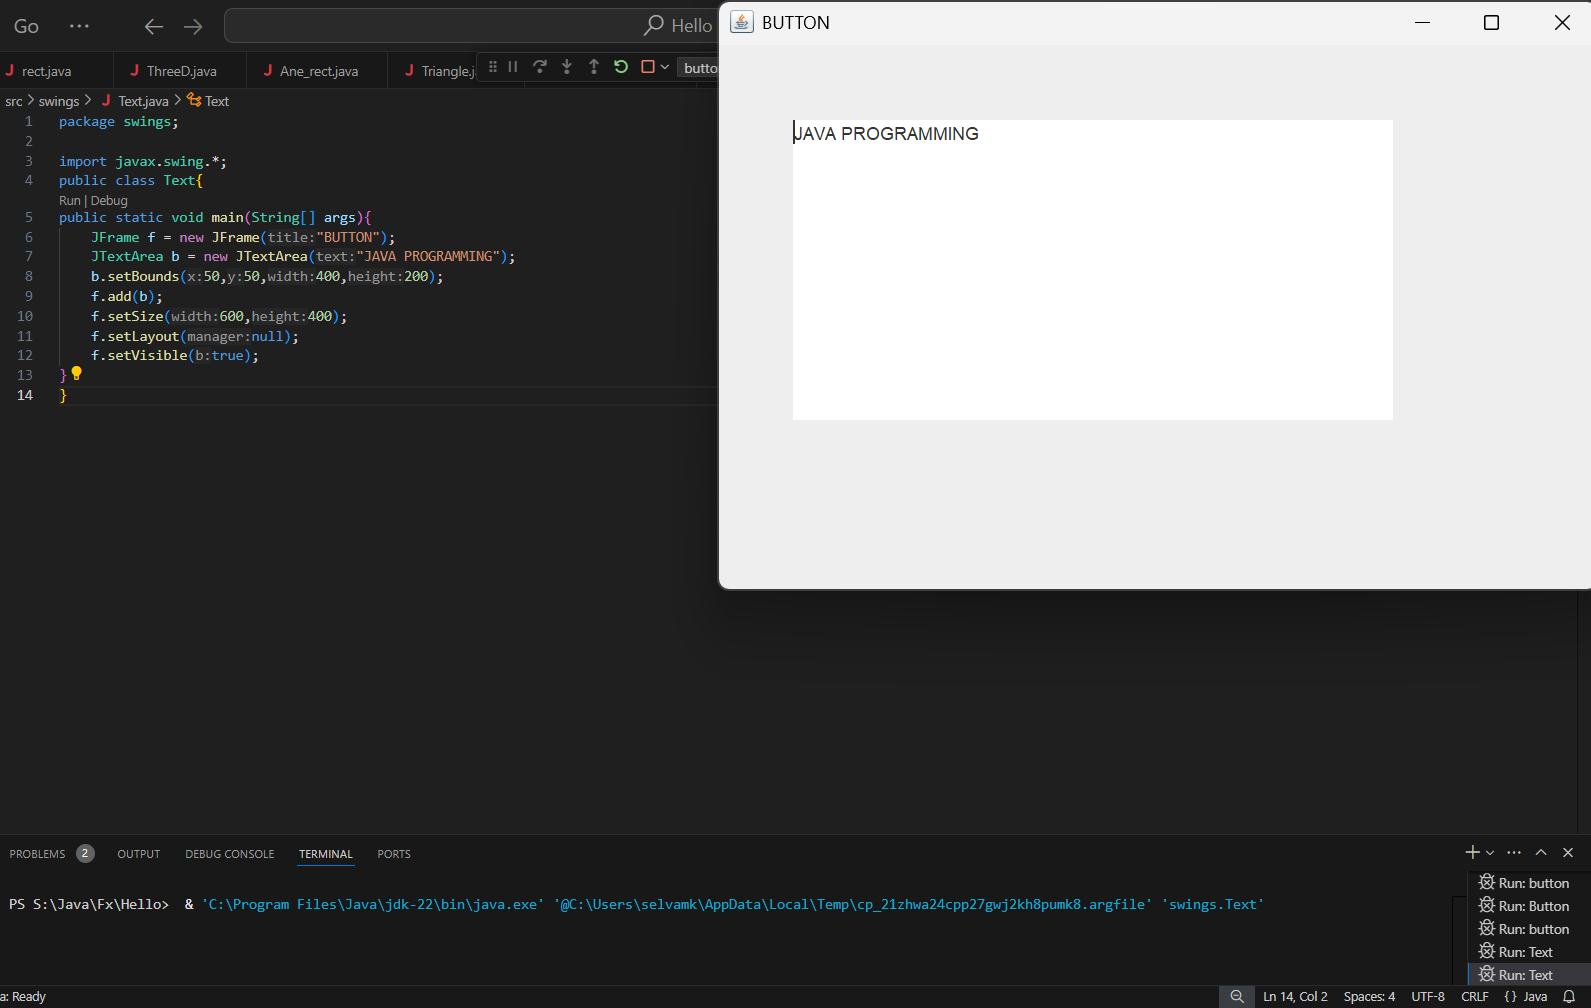 Go ··· Hello
rect.java ThreeD.java Ane_rect.java Triangle.j butto
src > swings > Text.java > Text
1 package swings;
2
3 import javax.swing.*;
4 public class Text{
Run | Debug
5 public static void main(String[] args){
6 JFrame f = new JFrame(title:"BUTTON");
7 JTextArea b = new JTextArea(text:"JAVA PROGRAMMING");
8 b.setBounds(x:50,y:50,width:400,height:200);
9 f.add(b);
10 f.setSize(width:600,height:400);
11 f.setLayout(manager:null);
12 f.setVisible(b:true);
13 }
14 }
BUTTON
JAVA PROGRAMMING
PROBLEMS 2 OUTPUT DEBUG CONSOLE TERMINAL PORTS
PS S:\Java\Fx\Hello> & 'C:\Program Files\Java\jdk-22\bin\java.exe' '@C:\Users\selvamk\AppData\Local\Temp\cp_21zhwa24cpp27gwj2kh8pumk8.argfile' 'swings.Text'
Run: button
Run: Button
Run: button
Run: Text
Run: Text
a: Ready Ln 14, Col 2 Spaces: 4 UTF-8 CRLF {} Java